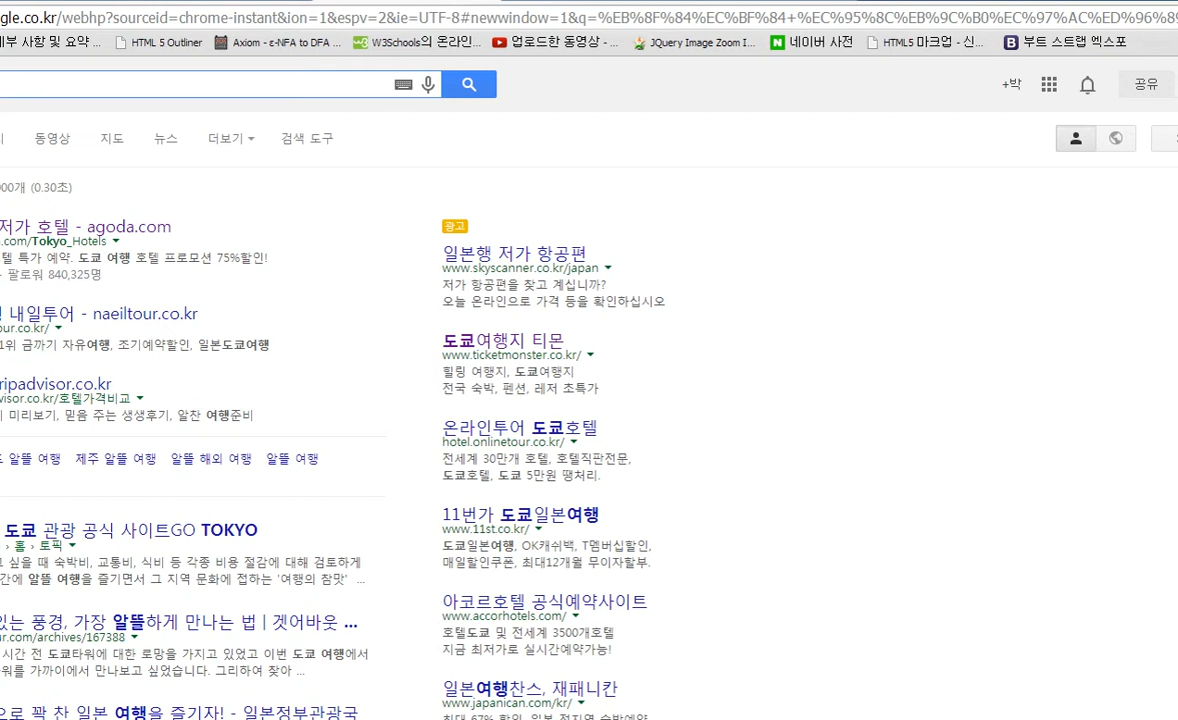 gle.co.kr/webhp?sourceid=chrome-instant&ion=1&espv=2&ie=UTF-8#newwindow=1&q=%EB%8F%84%EC%BF%84+%EC%95%8C%EB%9C%B0%EC%97%AC%ED%96%89
세부 사항 및 요약 ... HTML 5 Outliner Axiom - ε-NFA to DFA ... W3Schools의 온라인... 업로드한 동영상 - ... JQuery Image Zoom I... 네이버 사전 HTML5 마크업 - 신... 부트 스트랩 엑스포
+박 공유
동영상 지도 뉴스 더보기 검색 도구
00개 (0.30초)
저가 호텔 - agoda.com
.com/Tokyo_Hotels
텔 특가 예약. 도쿄 여행 호텔 프로모션 75%할인!
팔로워 840,325명
내일투어 - naeiltour.co.kr
our.co.kr/
1위 금까기 자유여행, 조기예약할인, 일본도쿄여행
ripadvisor.co.kr
visor.co.kr/호텔가격비교
미리보기, 믿음 주는 생생후기, 알찬 여행준비
알뜰 여행 제주 알뜰 여행 알뜰 해외 여행 알뜰 여행
도쿄 관광 공식 사이트GO TOKYO
› 홈 › 토픽
싶을 때 숙박비, 교통비, 식비 등 각종 비용 절감에 대해 검토하게
간에 알뜰 여행을 즐기면서 그 지역 문화에 접하는 '여행의 참맛' ...
있는 풍경, 가장 알뜰하게 만나는 법 | 겟어바웃 ...
ur.com/archives/167388
시간 전 도쿄타워에 대한 로망을 가지고 있었고 이번 도쿄 여행에서
워를 가까이에서 만나보고 싶었습니다. 그리하여 찾아 ...
으로 꽉 찬 일본 여행을 즐기자! - 일본정부관광국
광고
일본행 저가 항공편
www.skyscanner.co.kr/japan
저가 항공편을 찾고 계십니까?
오늘 온라인으로 가격 등을 확인하십시오
도쿄여행지 티몬
www.ticketmonster.co.kr/
힐링 여행지, 도쿄여행지
전국 숙박, 펜션, 레저 초특가
온라인투어 도쿄호텔
hotel.onlinetour.co.kr/
전세계 30만개 호텔, 호텔직판전문,
도쿄호텔, 도쿄 5만원 땡처리.
11번가 도쿄일본여행
www.11st.co.kr/
도쿄일본여행, OK캐쉬백, T멤버십할인,
매일할인쿠폰, 최대12개월 무이자할부.
아코르호텔 공식예약사이트
www.accorhotels.com/
호텔도쿄 및 전세계 3500개호텔
지금 최저가로 실시간예약가능!
일본여행찬스, 재패니칸
www.japanican.com/kr/
최대 67% 할인, 일본 전지역 숙박예약